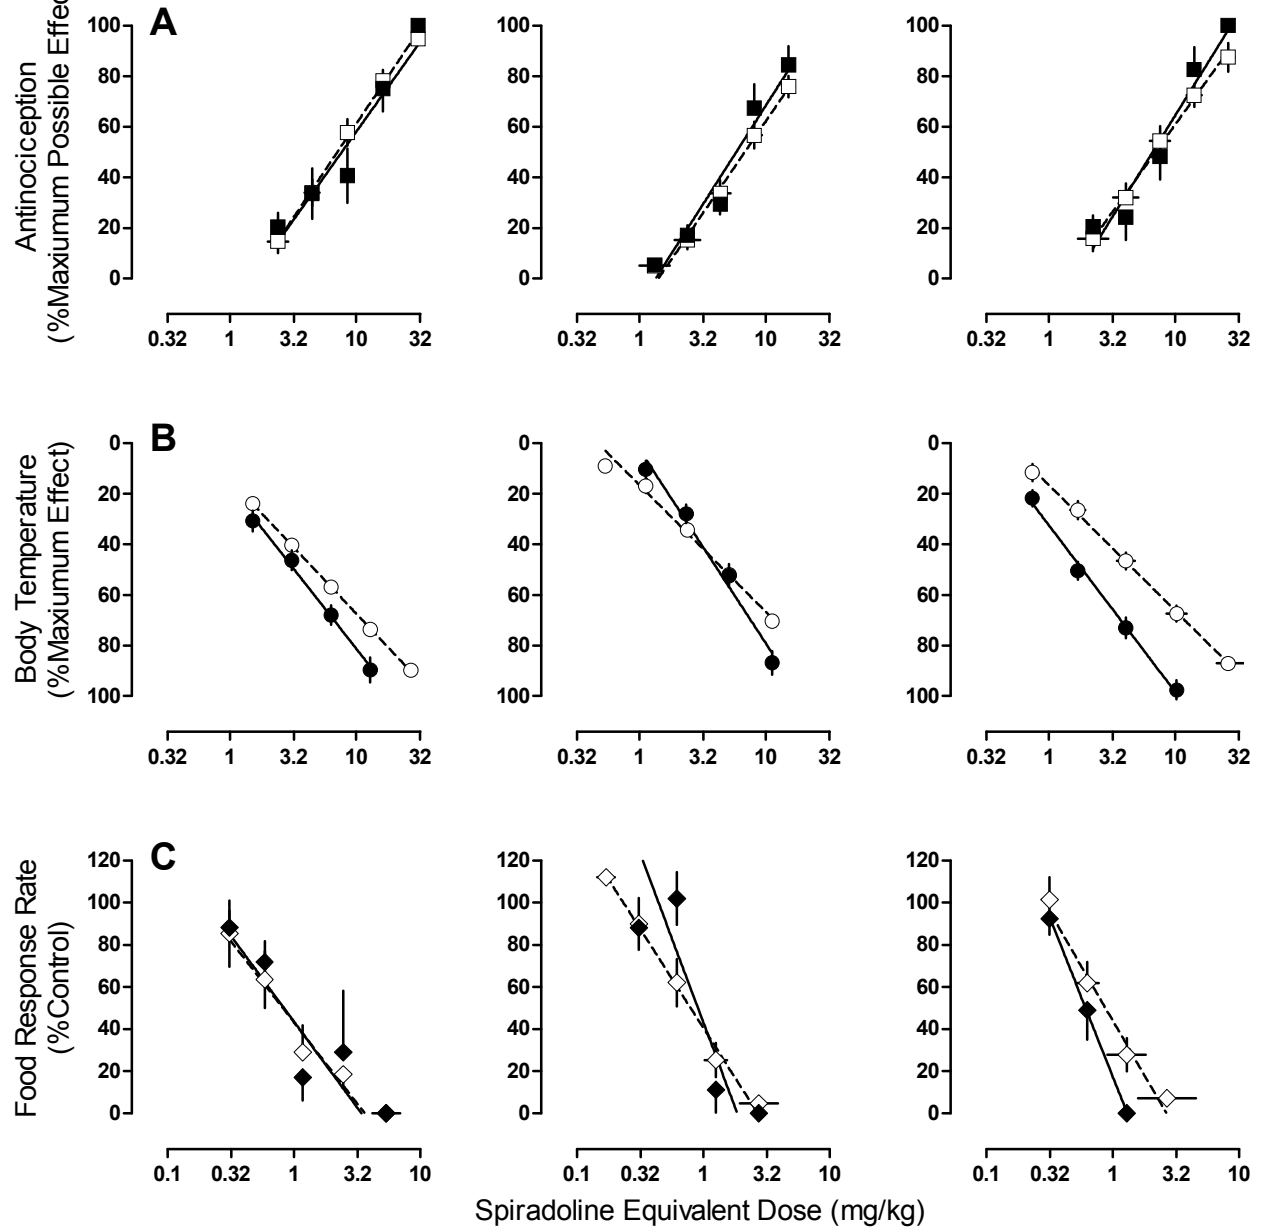 A
Antinociception
(%Maxiumum Possible Effec
100 80 60 40 20 0
100 80 60 40 20 0
100 80 60 40 20 0
0.32 1 3.2 10 32 0.32 1 3.2 10 32 0.32 1 3.2 10 32
B
Body Temperature
(%Maxiumum Effect)
0 20 40 60 80 100
0 20 40 60 80 100
0 20 40 60 80 100
0.32 1 3.2 10 32 0.32 1 3.2 10 32 0.32 1 3.2 10 32
C
Food Response Rate
(%Control)
120 100 80 60 40 20 0
120 100 80 60 40 20 0
120 100 80 60 40 20 0
0.1 0.32 1 3.2 10 0.1 0.32 1 3.2 10 0.1 0.32 1 3.2 10
Spiradoline Equivalent Dose (mg/kg)